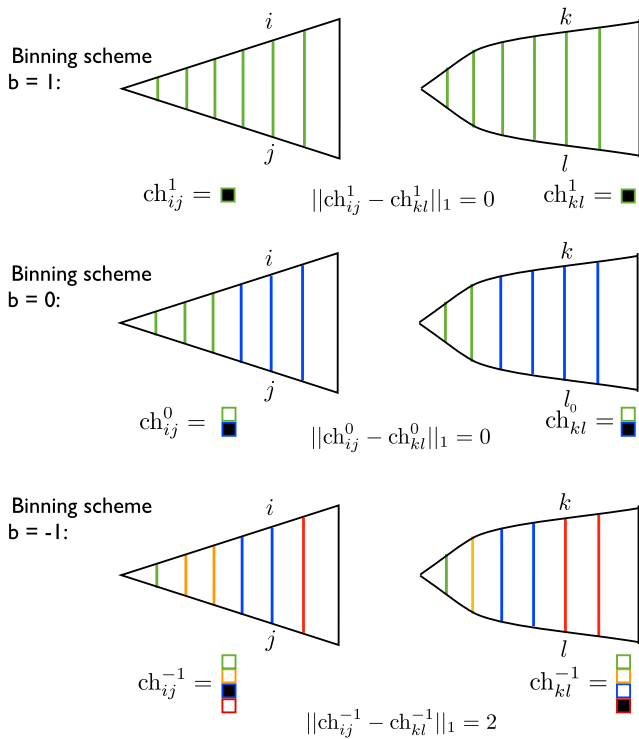 i
k
Binning scheme
b = 1:
j
l
ch^1_{ij} =
||ch^1_{ij} − ch^1_{kl}||_1 = 0
ch^1_{kl} =
i
k
Binning scheme
b = 0:
j
l
ch^0_{ij} =
||ch^0_{ij} − ch^0_{kl}||_1 = 0
ch^0_{kl} =
i
k
Binning scheme
b = -1:
j
l
ch^{−1}_{ij} =
||ch^{−1}_{ij} − ch^{−1}_{kl}||_1 = 2
ch^{−1}_{kl} =